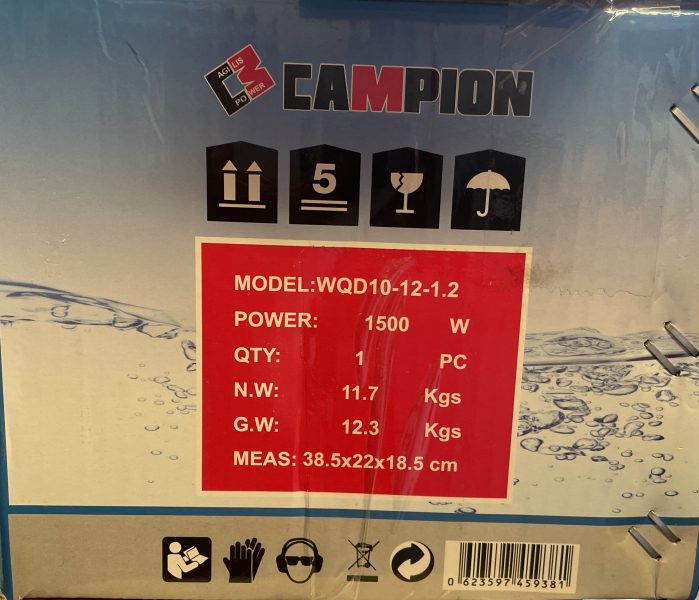 AGILIS
POWER
CAMPION
5
MODEL:WQD10-12-1.2
POWER: 1500 W
QTY: 1 PC
N.W: 11.7 Kgs
G.W: 12.3 Kgs
MEAS: 38.5x22x18.5 cm
0 623597 459381